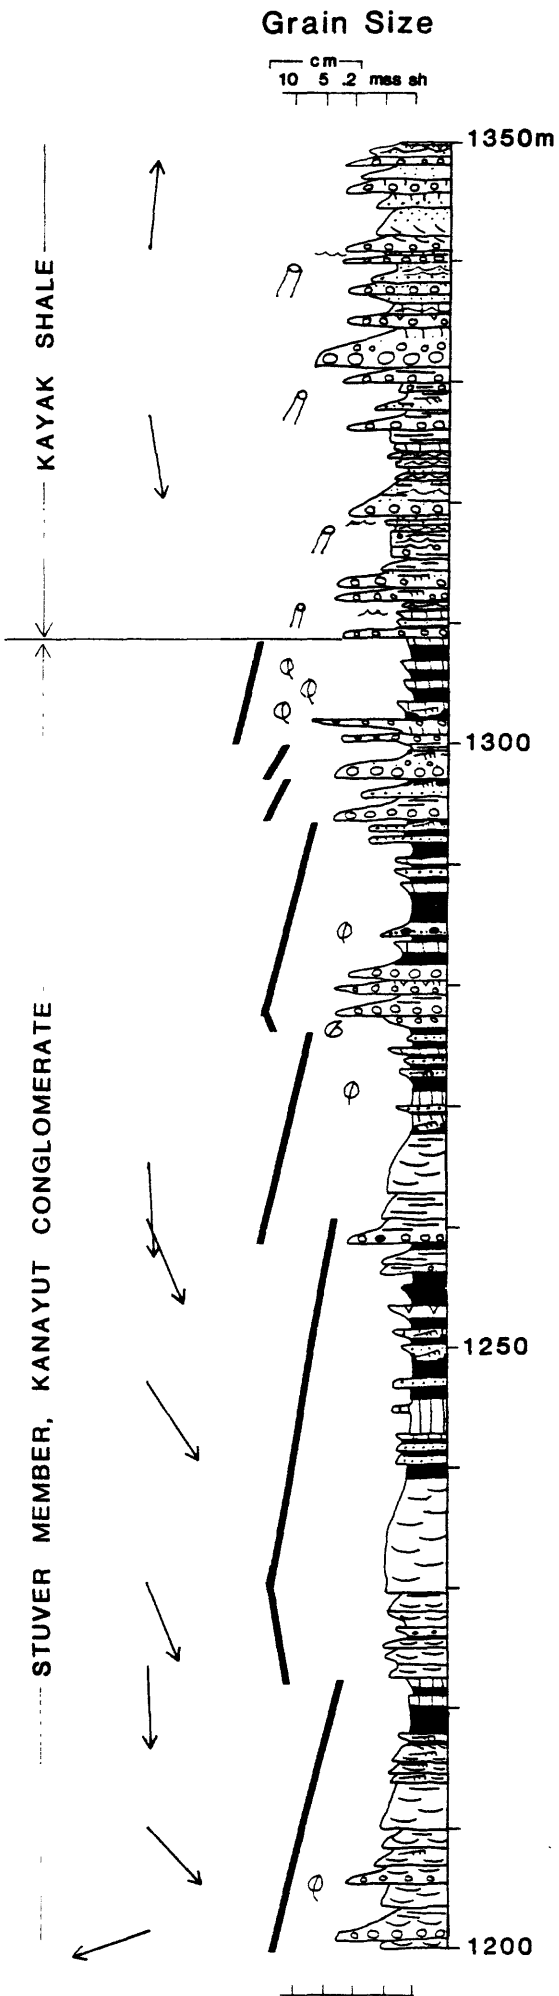 Grain Size
cm
10 5 .2 mss sh
1350m
KAYAK SHALE
1300
STUVER MEMBER, KANAYUT CONGLOMERATE
1250
1200